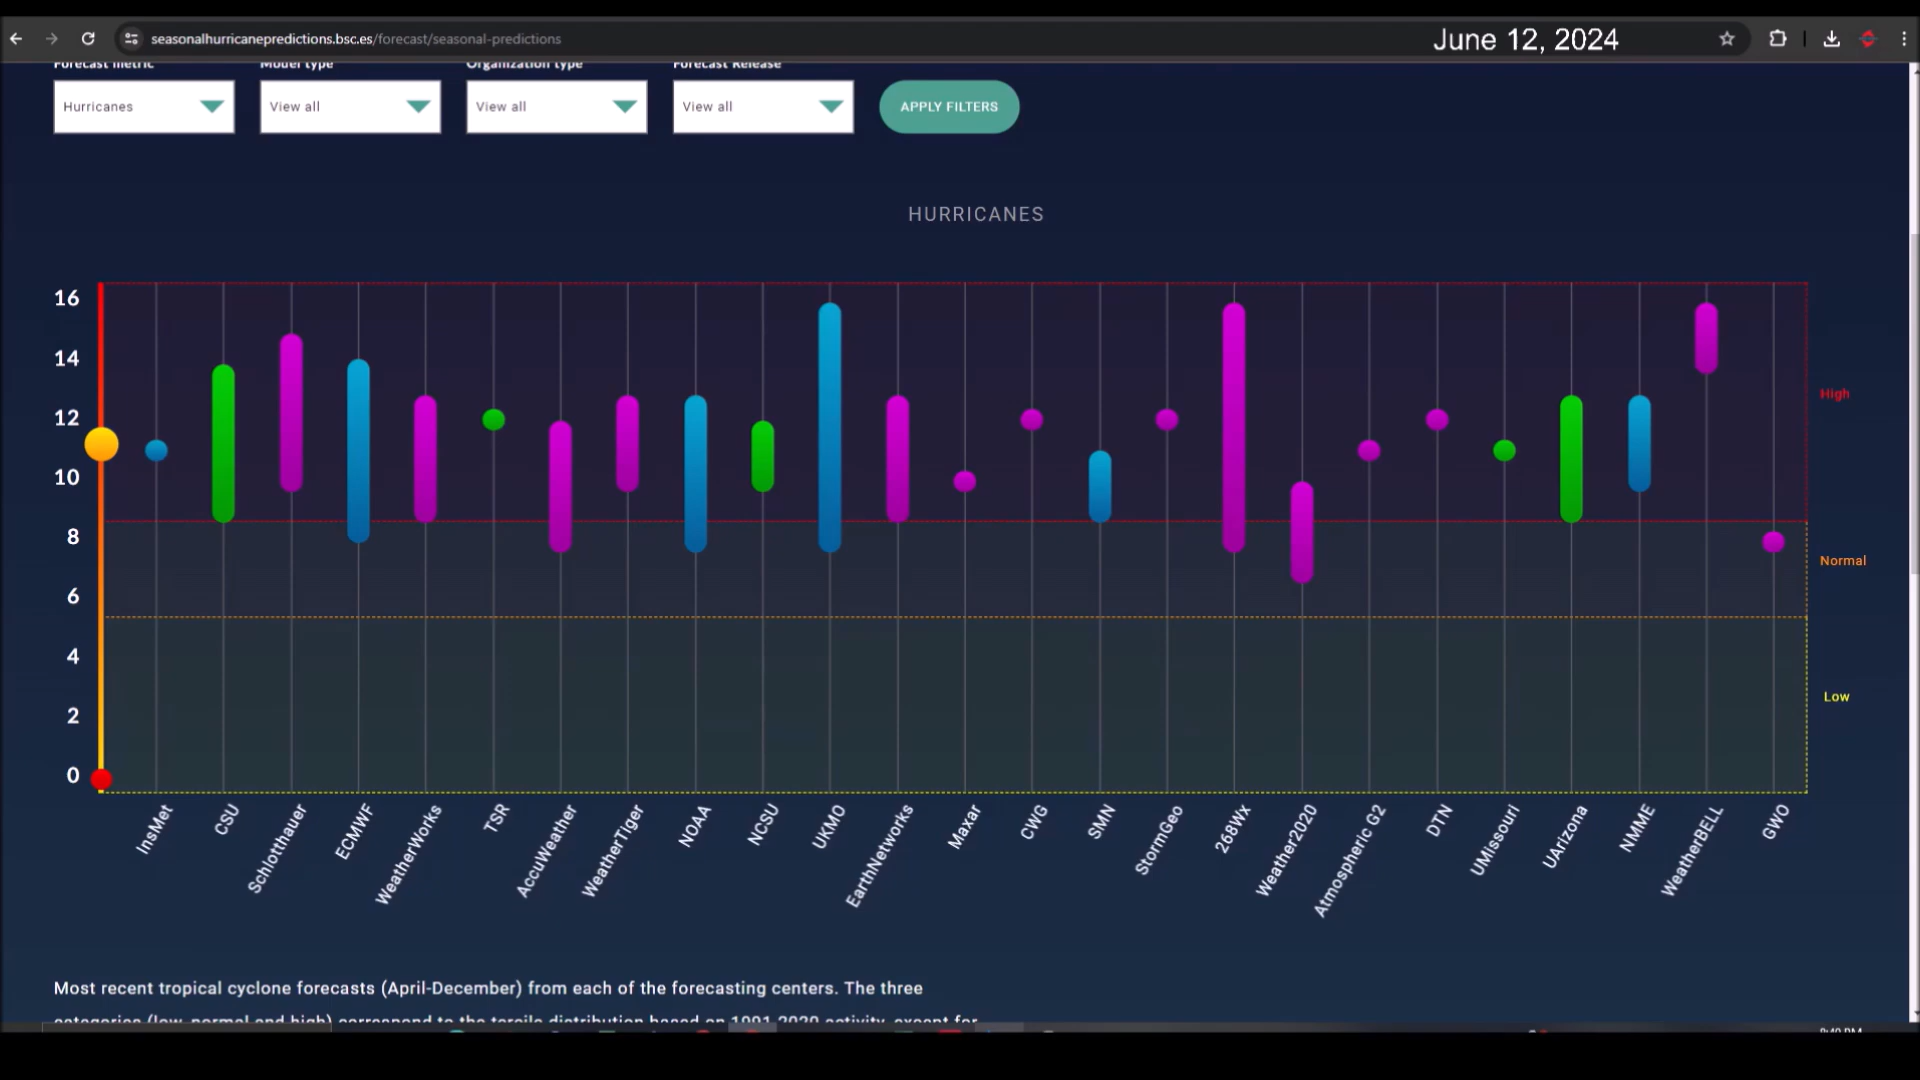 seasonalhurricanepredictions.bsc.es/forecast/seasonal-predictions
June 12, 2024
Forecast metric Model type Organization type Forecast Release
Hurricanes View all View all View all APPLY FILTERS
HURRICANES
16
14
12
10
8
6
4
2
0
High
Normal
Low
InsMet
CSU
Schlotthauer
ECMWF
WeatherWorks
TSR
AccuWeather
WeatherTiger
NOAA
NCSU
UKMO
EarthNetworks
Maxar
CWG
SMN
StormGeo
268Wx
Weather2020
Atmospheric G2
DTN
UMissouri
UArizona
NMME
WeatherBELL
GWO
Most recent tropical cyclone forecasts (April-December) from each of the forecasting centers. The three
categories (low, normal and high) correspond to the tercile distribution based on 1991-2020 activity, except for